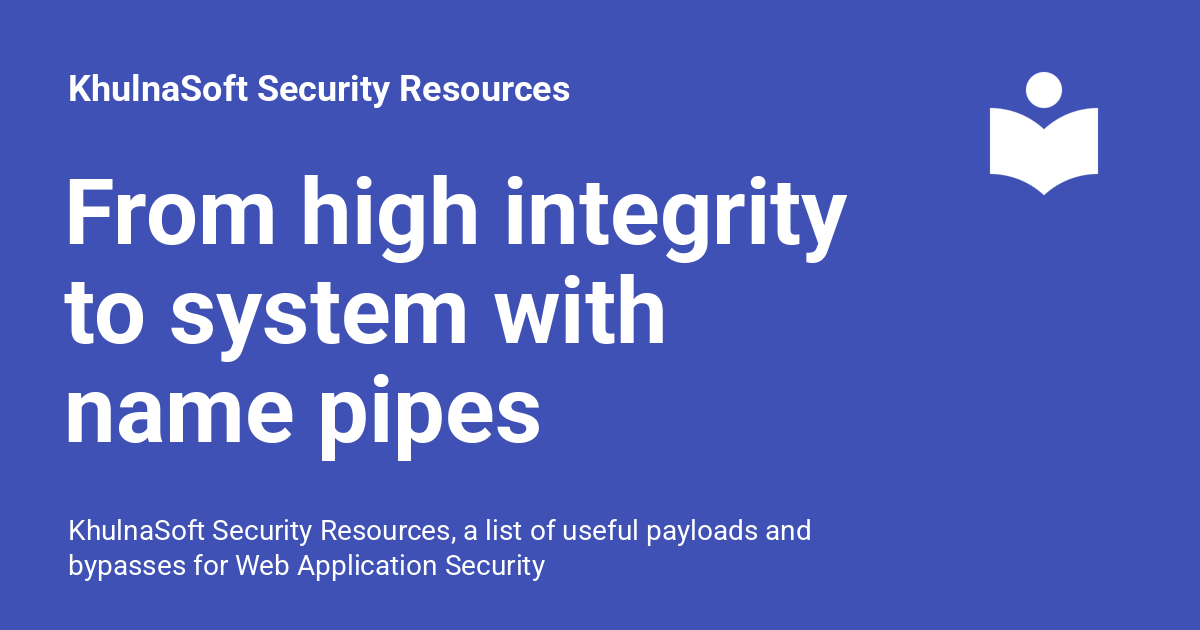 KhulnaSoft Security Resources
From high integrity
to system with
name pipes
KhulnaSoft Security Resources, a list of useful payloads and
bypasses for Web Application Security